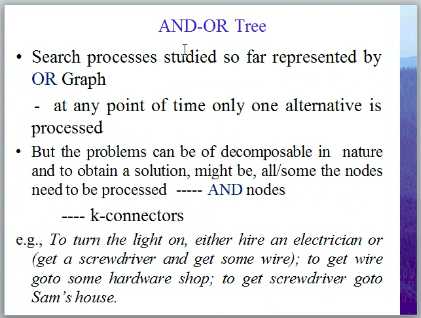 AND-OR Tree
• Search processes studied so far represented by
OR Graph
- at any point of time only one alternative is
processed
• But the problems can be of decomposable in nature
and to obtain a solution, might be, all/some the nodes
need to be processed ----- AND nodes
---- k-connectors
e.g., To turn the light on, either hire an electrician or
(get a screwdriver and get some wire); to get wire
goto some hardware shop; to get screwdriver goto
Sam's house.